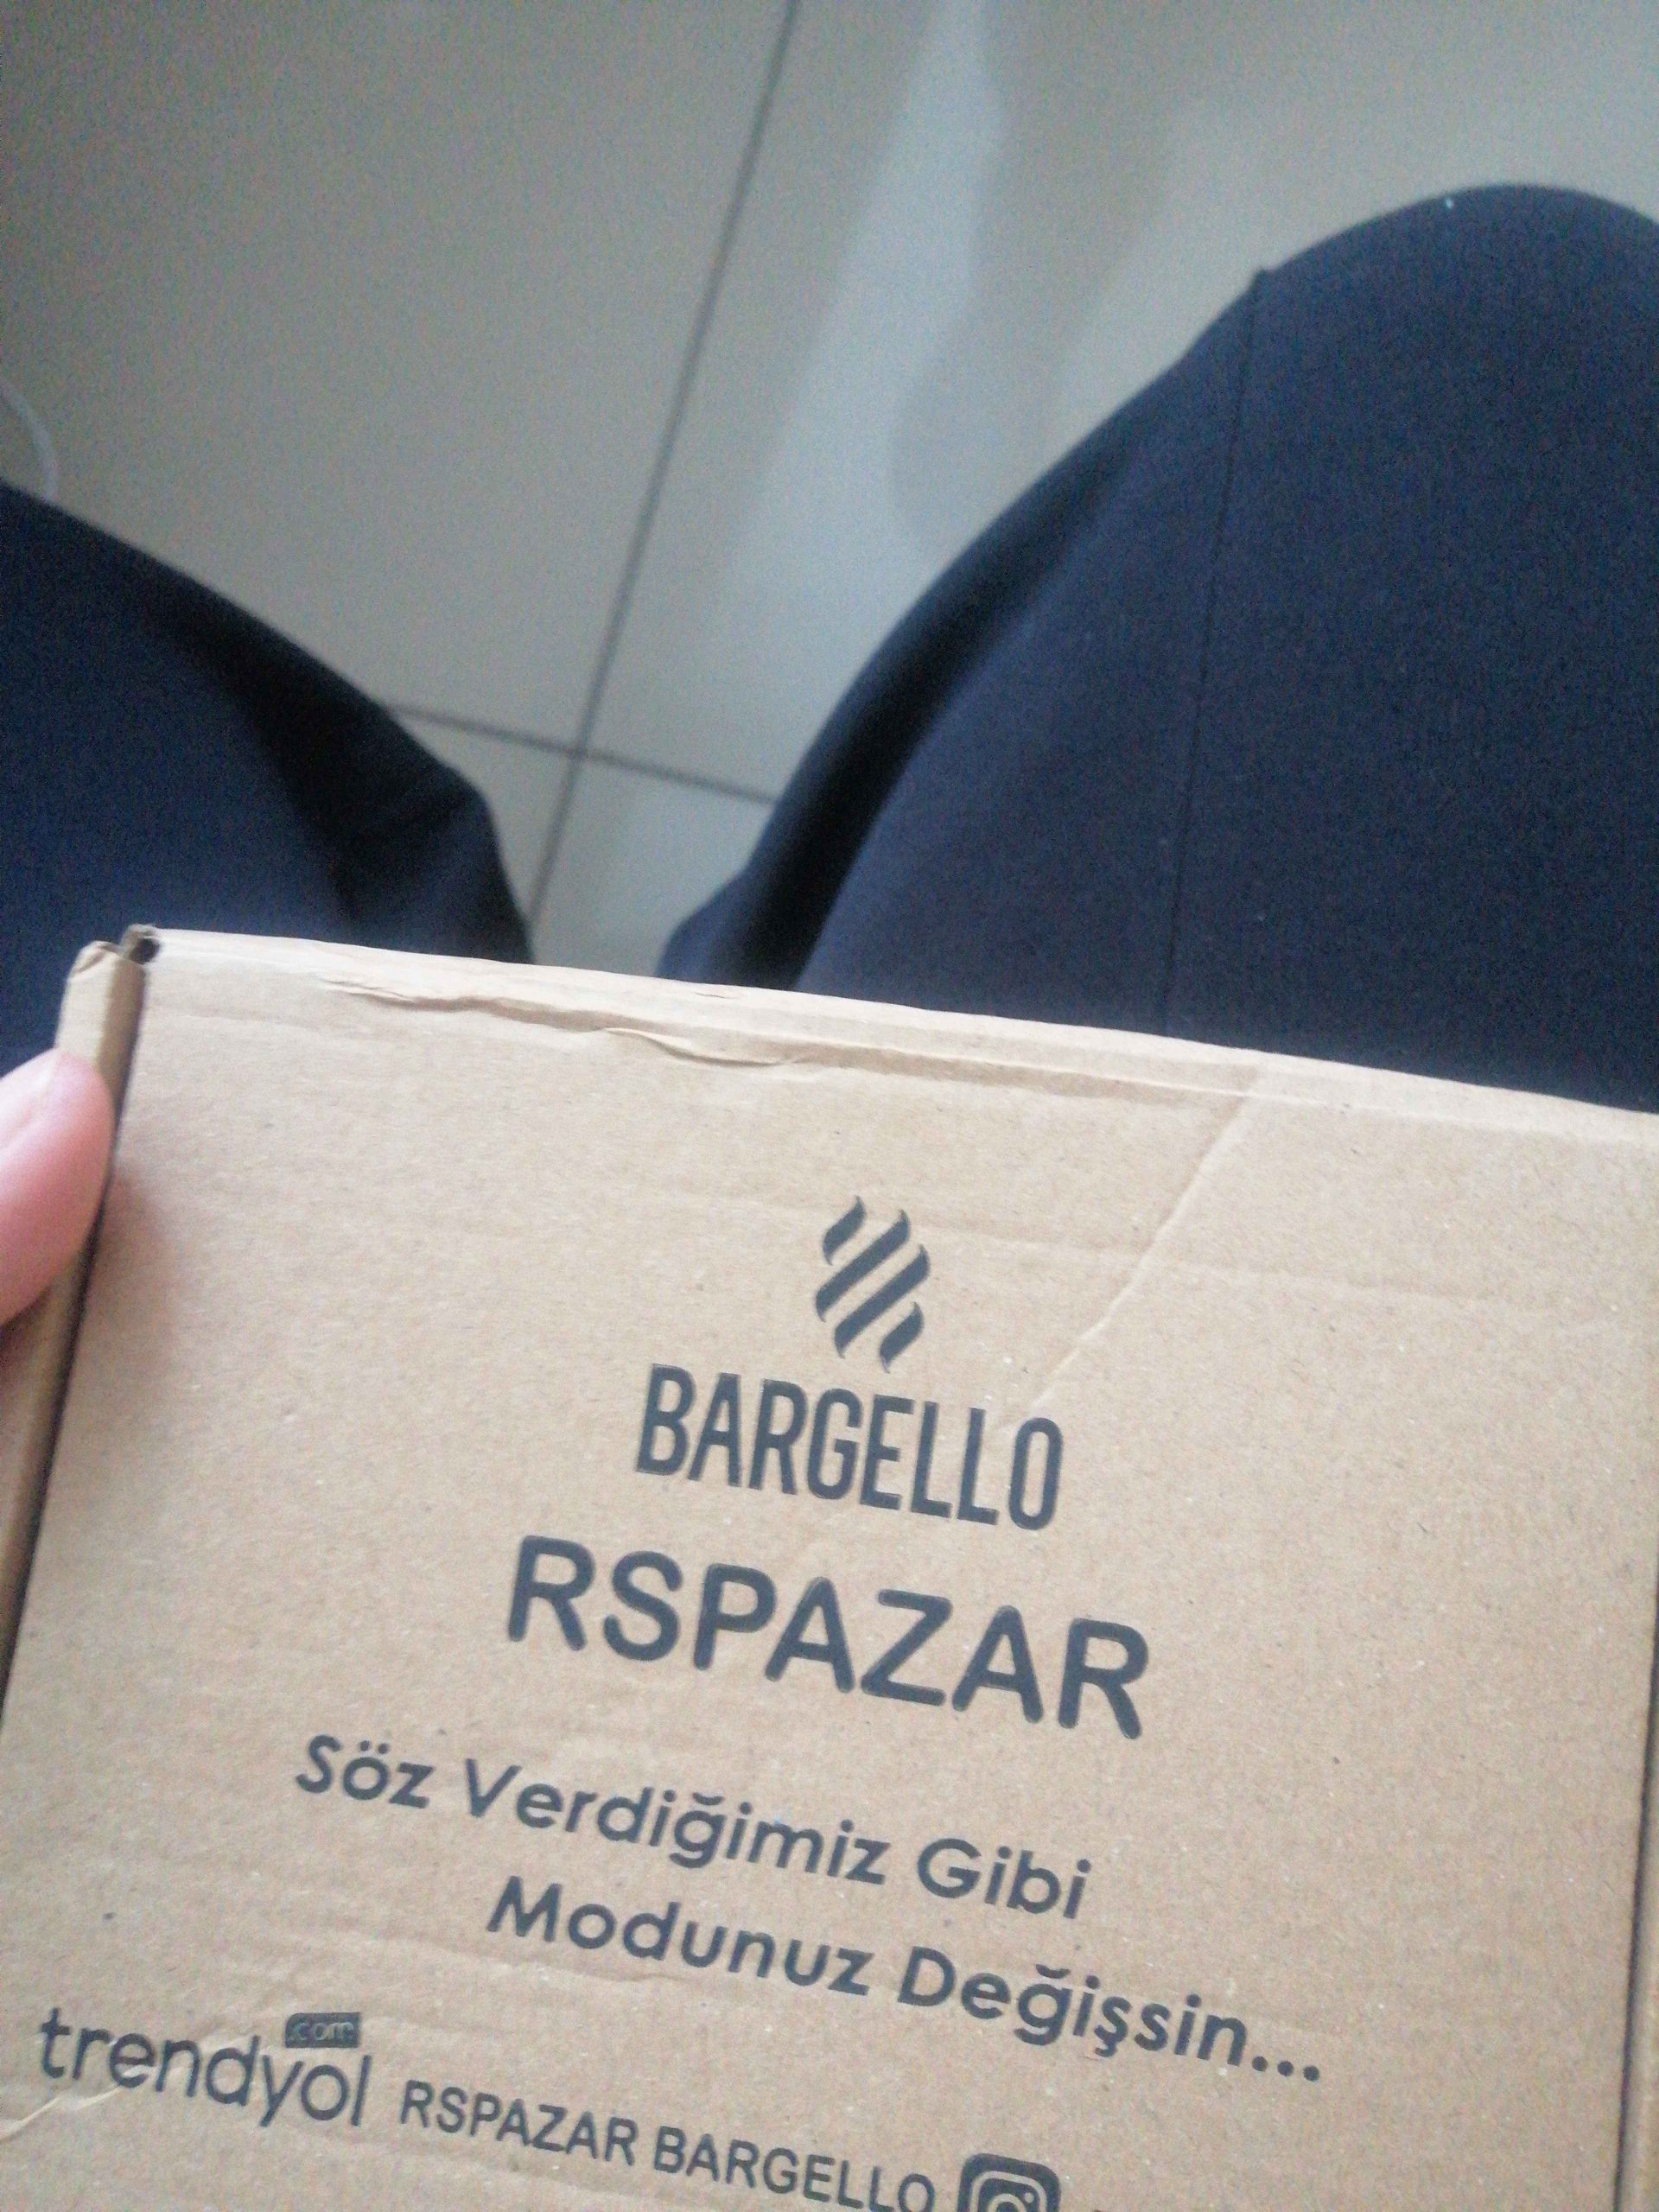 BARGELLO
RSPAZAR
Söz Verdiğimiz Gibi
Modunuz Değişsin...
trendyol.com RSPAZAR BARGELLO